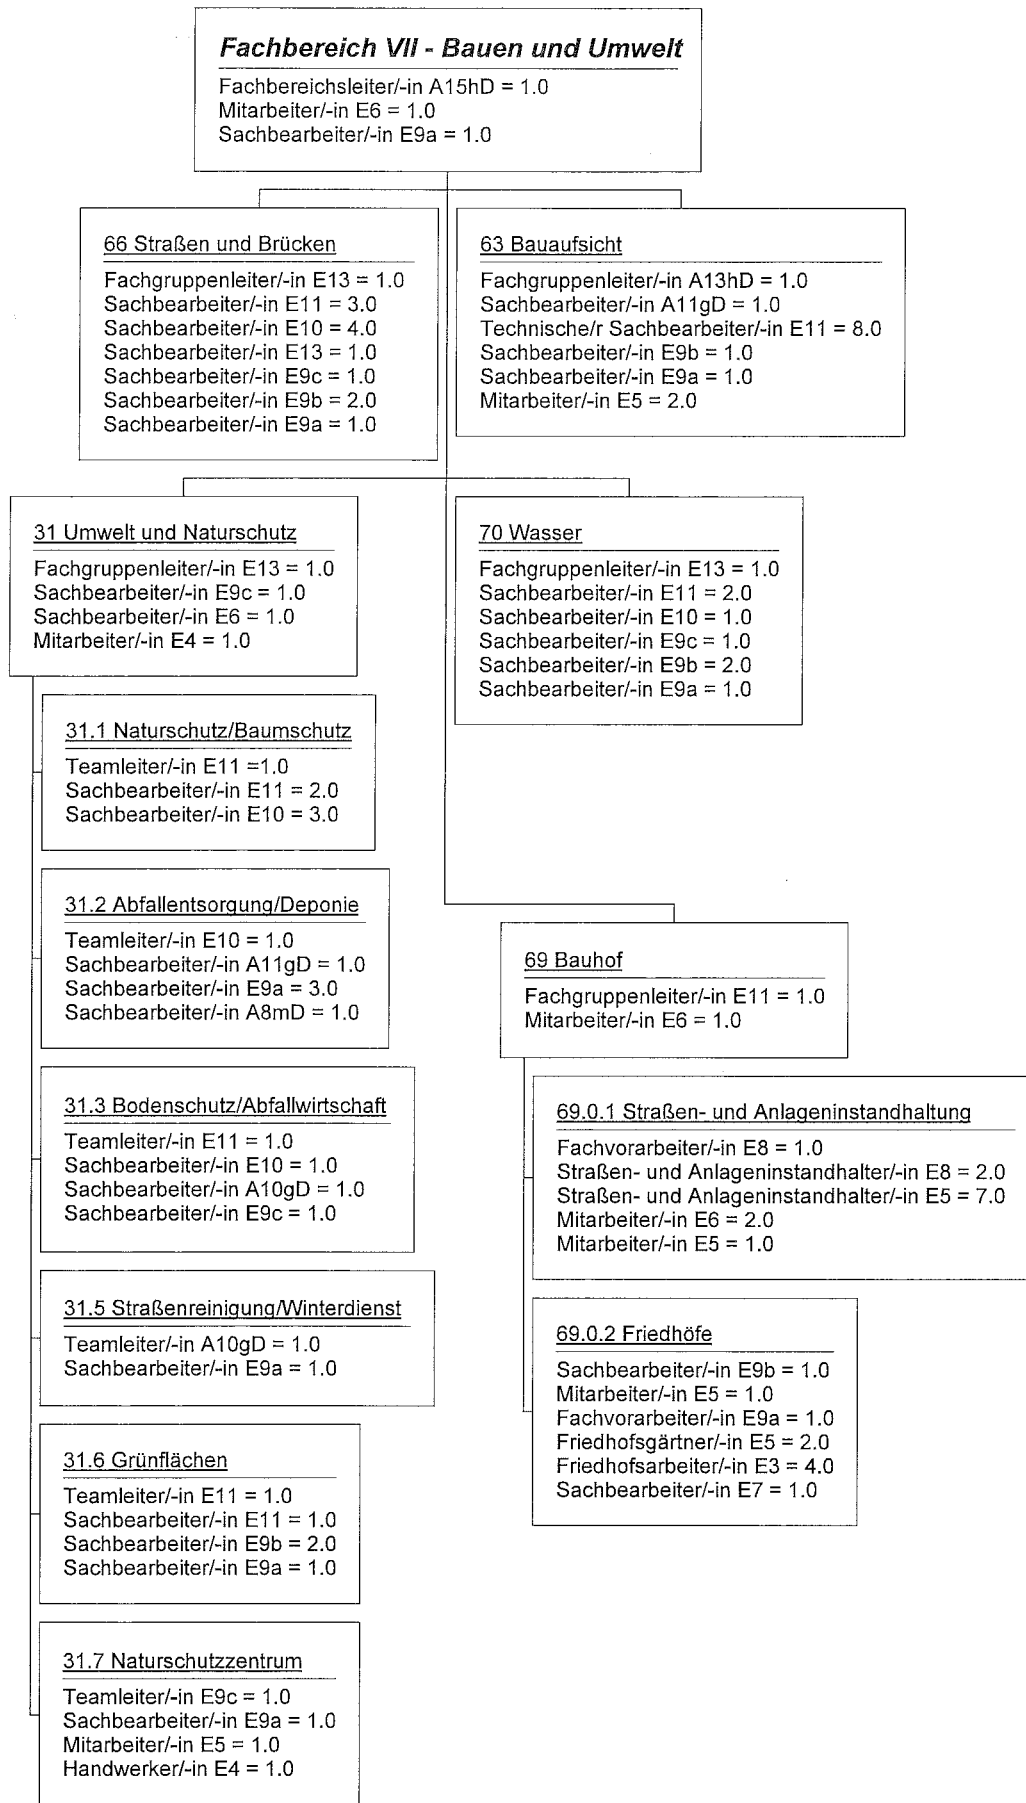 Fachbereich VII - Bauen und Umwelt
Fachbereichsleiter/-in A15hD = 1.0
Mitarbeiter/-in E6 = 1.0
Sachbearbeiter/-in E9a = 1.0
66 Straßen und Brücken
Fachgruppenleiter/-in E13 = 1.0
Sachbearbeiter/-in E11 = 3.0
Sachbearbeiter/-in E10 = 4.0
Sachbearbeiter/-in E13 = 1.0
Sachbearbeiter/-in E9c = 1.0
Sachbearbeiter/-in E9b = 2.0
Sachbearbeiter/-in E9a = 1.0
63 Bauaufsicht
Fachgruppenleiter/-in A13hD = 1.0
Sachbearbeiter/-in A11gD = 1.0
Technische/r Sachbearbeiter/-in E11 = 8.0
Sachbearbeiter/-in E9b = 1.0
Sachbearbeiter/-in E9a = 1.0
Mitarbeiter/-in E5 = 2.0
31 Umwelt und Naturschutz
Fachgruppenleiter/-in E13 = 1.0
Sachbearbeiter/-in E9c = 1.0
Sachbearbeiter/-in E6 = 1.0
Mitarbeiter/-in E4 = 1.0
70 Wasser
Fachgruppenleiter/-in E13 = 1.0
Sachbearbeiter/-in E11 = 2.0
Sachbearbeiter/-in E10 = 1.0
Sachbearbeiter/-in E9c = 1.0
Sachbearbeiter/-in E9b = 2.0
Sachbearbeiter/-in E9a = 1.0
31.1 Naturschutz/Baumschutz
Teamleiter/-in E11 =1.0
Sachbearbeiter/-in E11 = 2.0
Sachbearbeiter/-in E10 = 3.0
31.2 Abfallentsorgung/Deponie
Teamleiter/-in E10 = 1.0
Sachbearbeiter/-in A11gD = 1.0
Sachbearbeiter/-in E9a = 3.0
Sachbearbeiter/-in A8mD = 1.0
31.3 Bodenschutz/Abfallwirtschaft
Teamleiter/-in E11 = 1.0
Sachbearbeiter/-in E10 = 1.0
Sachbearbeiter/-in A10gD = 1.0
Sachbearbeiter/-in E9c = 1.0
31.5 Straßenreinigung/Winterdienst
Teamleiter/-in A10gD = 1.0
Sachbearbeiter/-in E9a = 1.0
31.6 Grünflächen
Teamleiter/-in E11 = 1.0
Sachbearbeiter/-in E11 = 1.0
Sachbearbeiter/-in E9b = 2.0
Sachbearbeiter/-in E9a = 1.0
31.7 Naturschutzzentrum
Teamleiter/-in E9c = 1.0
Sachbearbeiter/-in E9a = 1.0
Mitarbeiter/-in E5 = 1.0
Handwerker/-in E4 = 1.0
69 Bauhof
Fachgruppenleiter/-in E11 = 1.0
Mitarbeiter/-in E6 = 1.0
69.0.1 Straßen- und Anlageninstandhaltung
Fachvorarbeiter/-in E8 = 1.0
Straßen- und Anlageninstandhalter/-in E8 = 2.0
Straßen- und Anlageninstandhalter/-in E5 = 7.0
Mitarbeiter/-in E6 = 2.0
Mitarbeiter/-in E5 = 1.0
69.0.2 Friedhöfe
Sachbearbeiter/-in E9b = 1.0
Mitarbeiter/-in E5 = 1.0
Fachvorarbeiter/-in E9a = 1.0
Friedhofsgärtner/-in E5 = 2.0
Friedhofsarbeiter/-in E3 = 4.0
Sachbearbeiter/-in E7 = 1.0